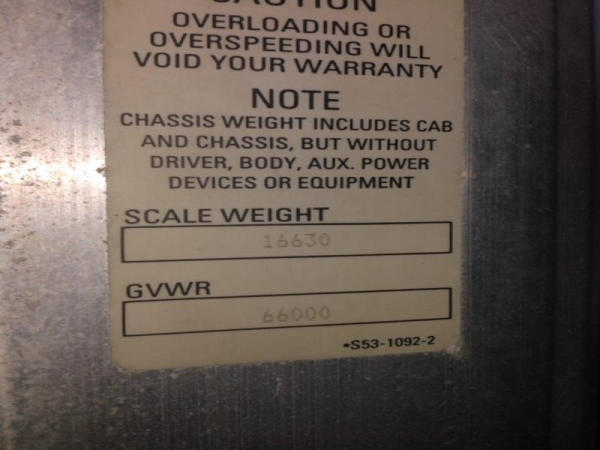 CAUTION
OVERLOADING OR
OVERSPEEDING WILL
VOID YOUR WARRANTY
NOTE
CHASSIS WEIGHT INCLUDES CAB
AND CHASSIS, BUT WITHOUT
DRIVER, BODY, AUX. POWER
DEVICES OR EQUIPMENT
SCALE WEIGHT
16630
GVWR
66000
•S53-1092-2